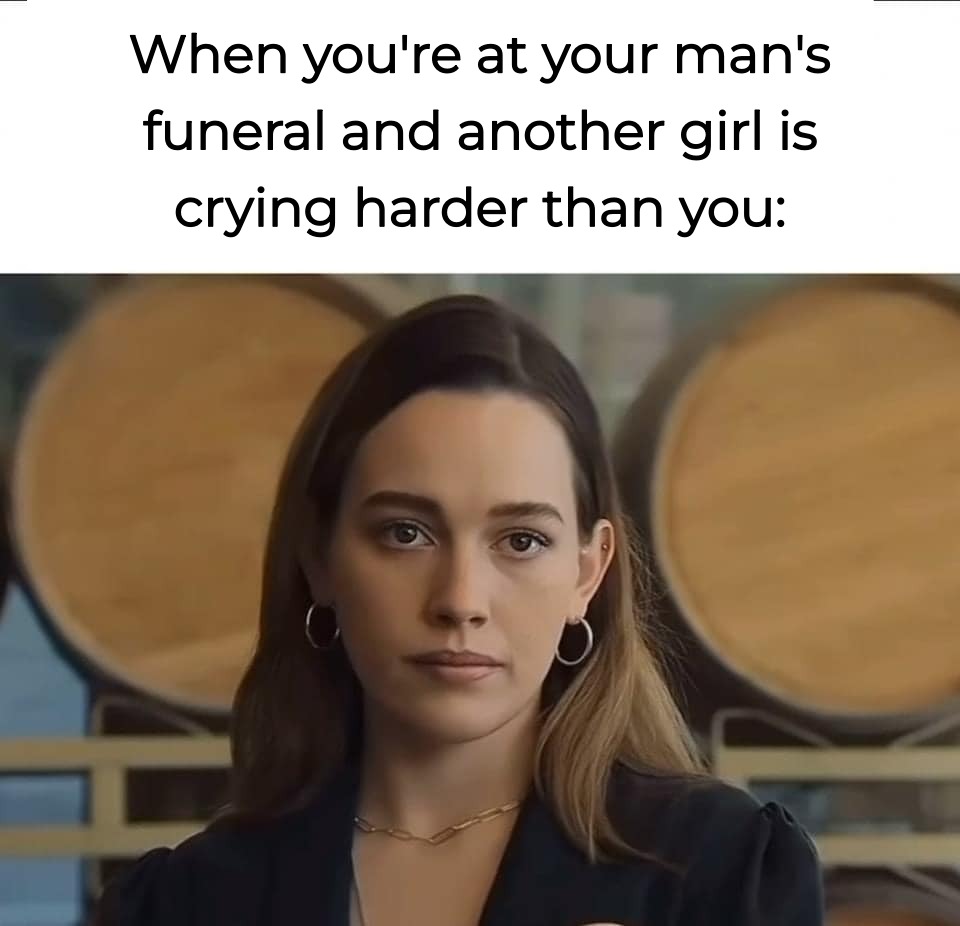 When you're at your man's
funeral and another girl is
crying harder than you: